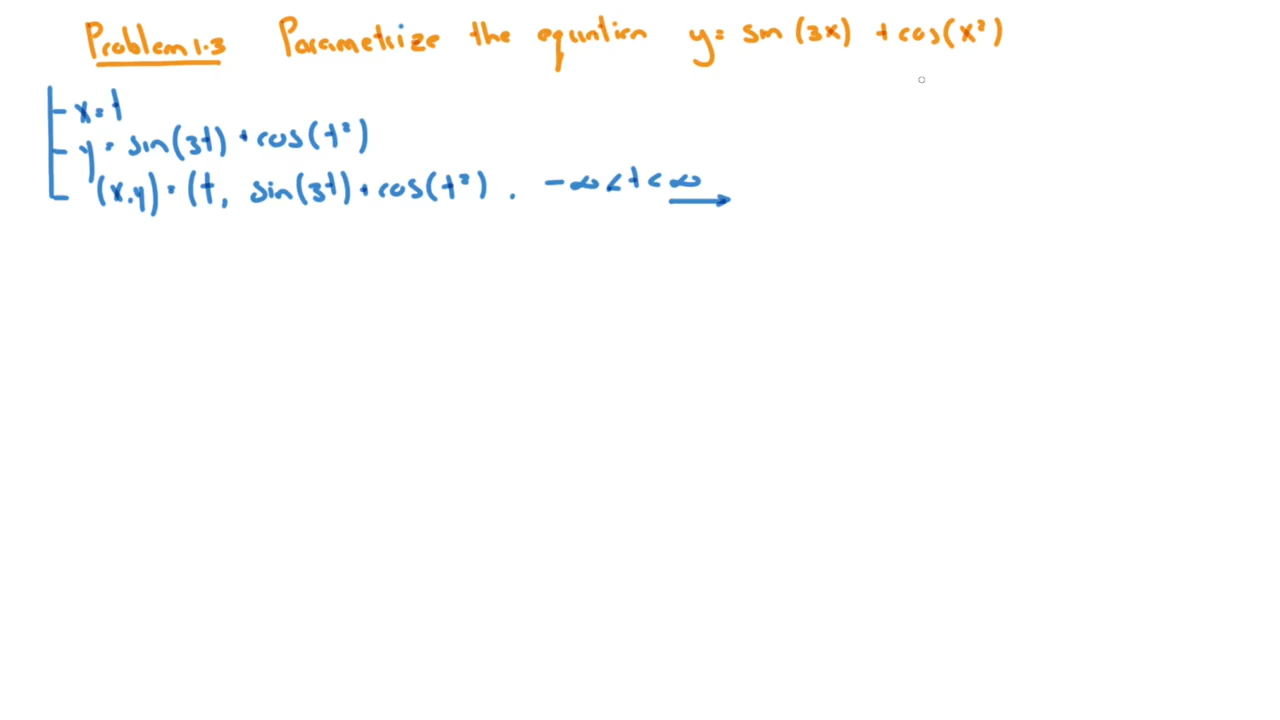 Problem 1.3 Parametrize the equation y = sin(3x) + cos(x²)
x = t
y = sin(3t) + cos(t²)
(x,y) = (t, sin(3t) + cos(t²) . -∞ < t < ∞